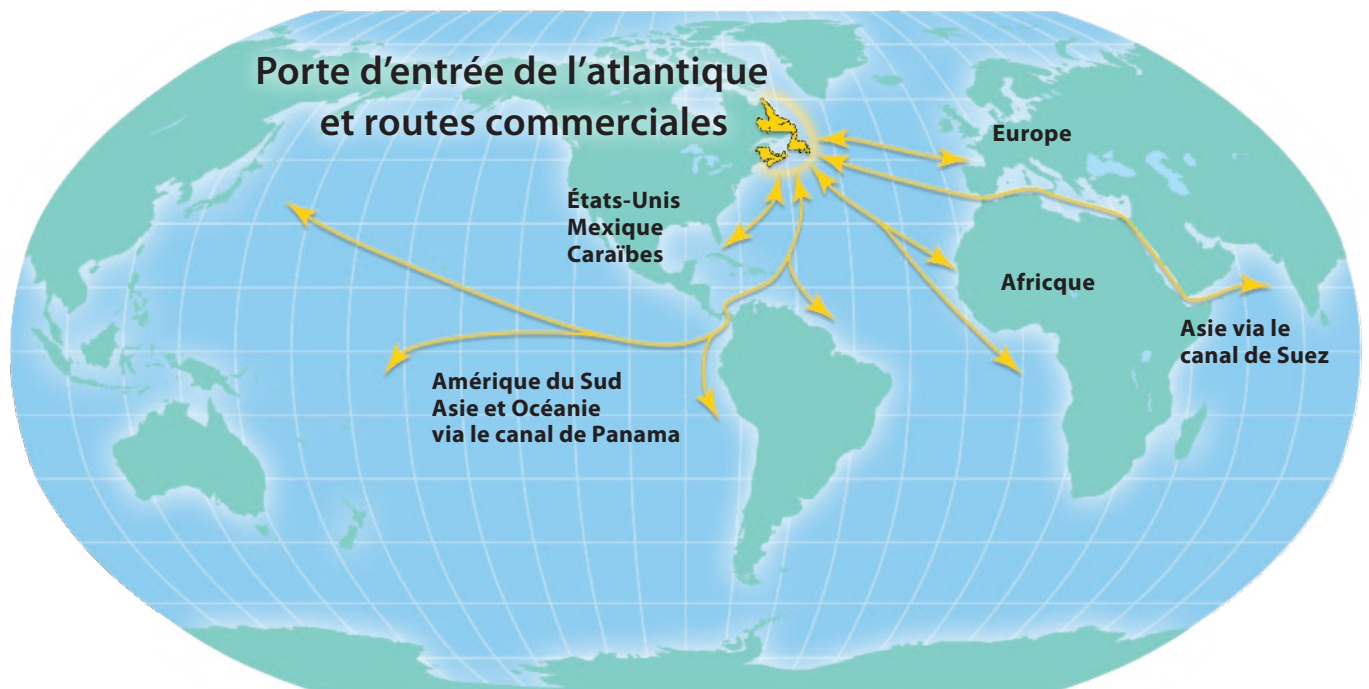 Porte d'entrée de l'atlantique
et routes commerciales
Europe
États-Unis
Mexique
Caraïbes
Africque
Asie via le
canal de Suez
Amérique du Sud
Asie et Océanie
via le canal de Panama